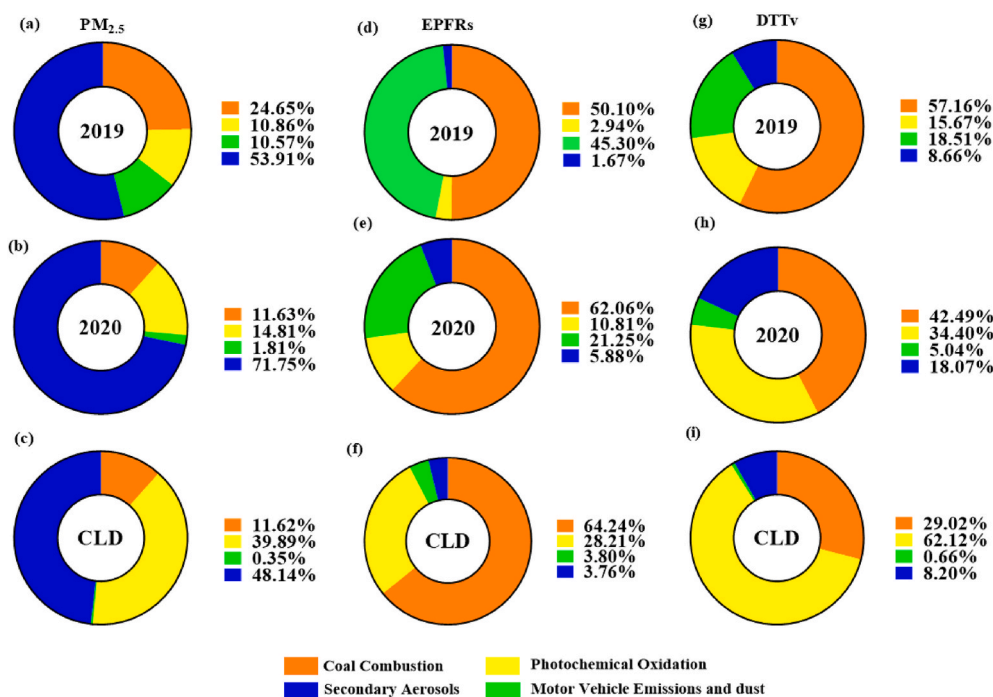 (a) PM2.5
2019
24.65%
10.86%
10.57%
53.91%
(d) EPFRs
2019
50.10%
2.94%
45.30%
1.67%
(g) DTTv
2019
57.16%
15.67%
18.51%
8.66%
(b)
2020
11.63%
14.81%
1.81%
71.75%
(e)
2020
62.06%
10.81%
21.25%
5.88%
(h)
2020
42.49%
34.40%
5.04%
18.07%
(c)
CLD
11.62%
39.89%
0.35%
48.14%
(f)
CLD
64.24%
28.21%
3.80%
3.76%
(i)
CLD
29.02%
62.12%
0.66%
8.20%
Coal Combustion
Photochemical Oxidation
Secondary Aerosols
Motor Vehicle Emissions and dust